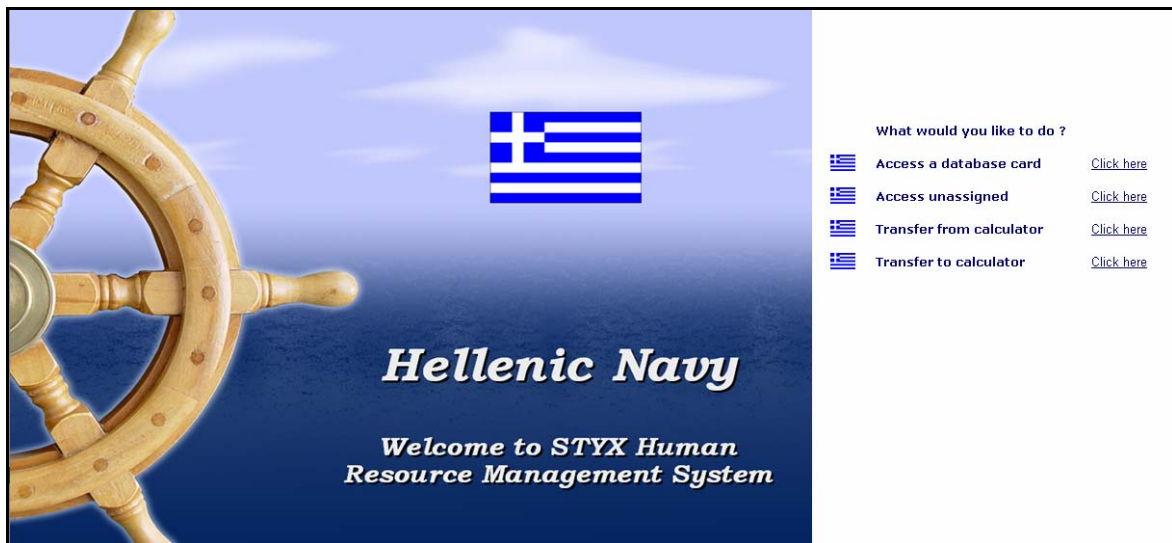 What would you like to do ?
Access a database card Click here
Access unassigned Click here
Transfer from calculator Click here
Transfer to calculator Click here
Hellenic Navy
Welcome to STYX Human
Resource Management System